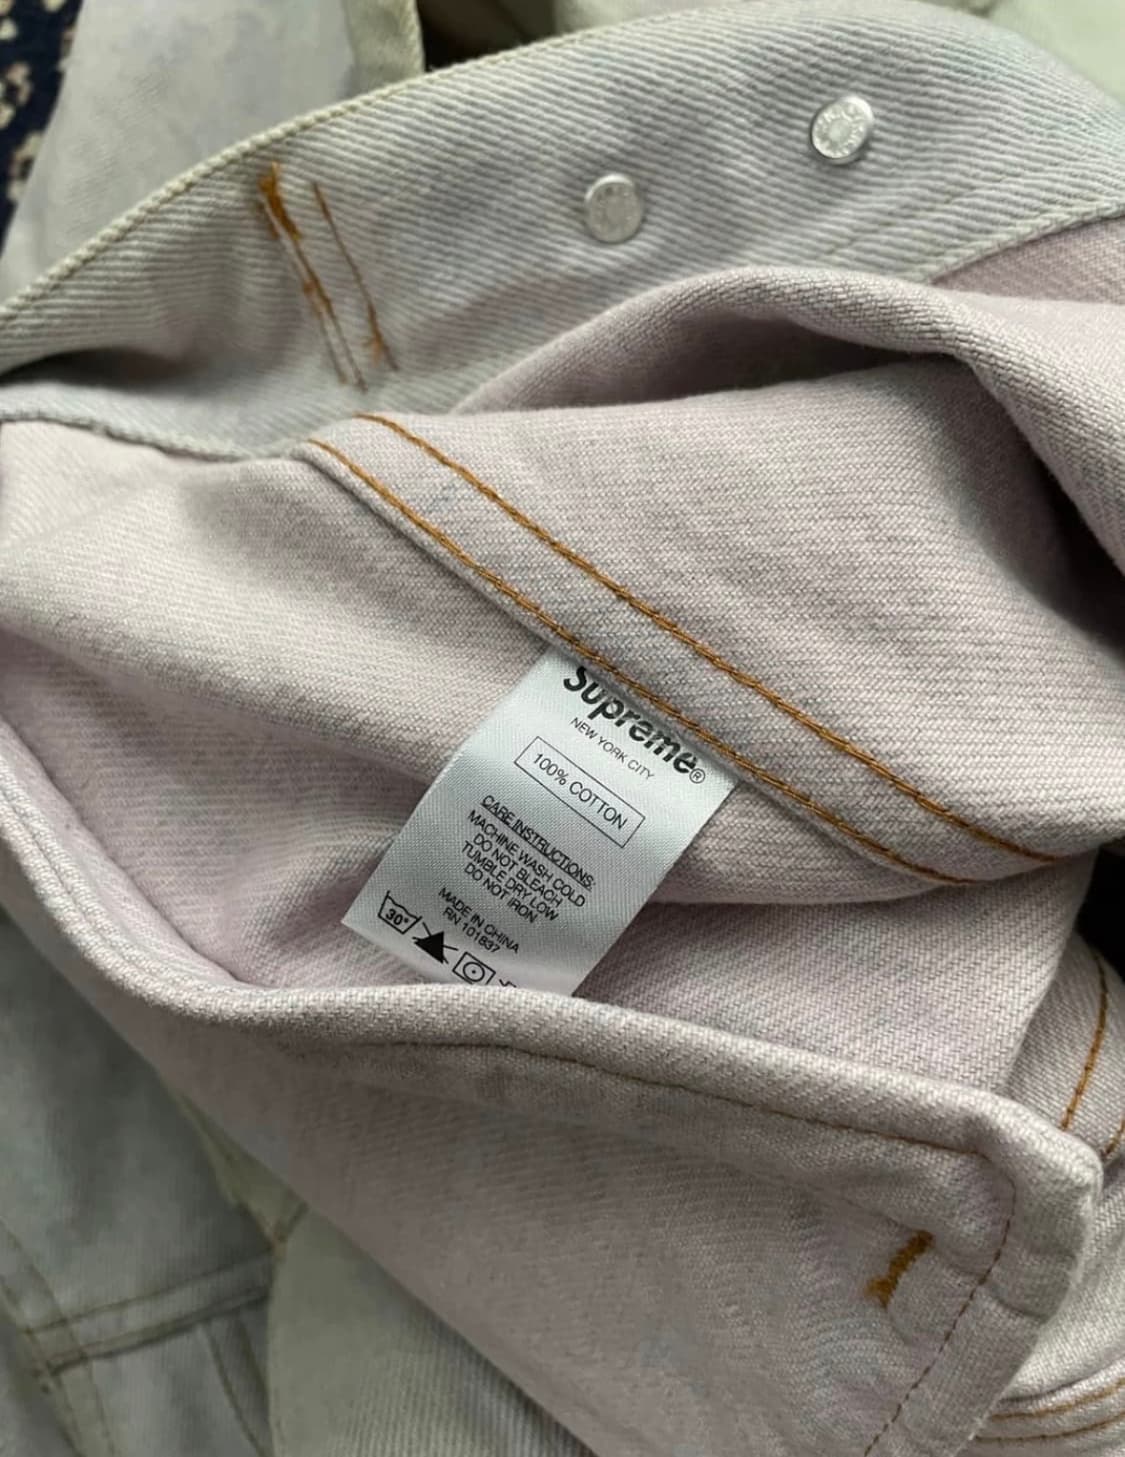 Supreme®
NEW YORK CITY
100% COTTON
CARE INSTRUCTIONS:
MACHINE WASH COLD
DO NOT BLEACH
TUMBLE DRY LOW
DO NOT IRON
MADE IN CHINA
RN 101837
30°